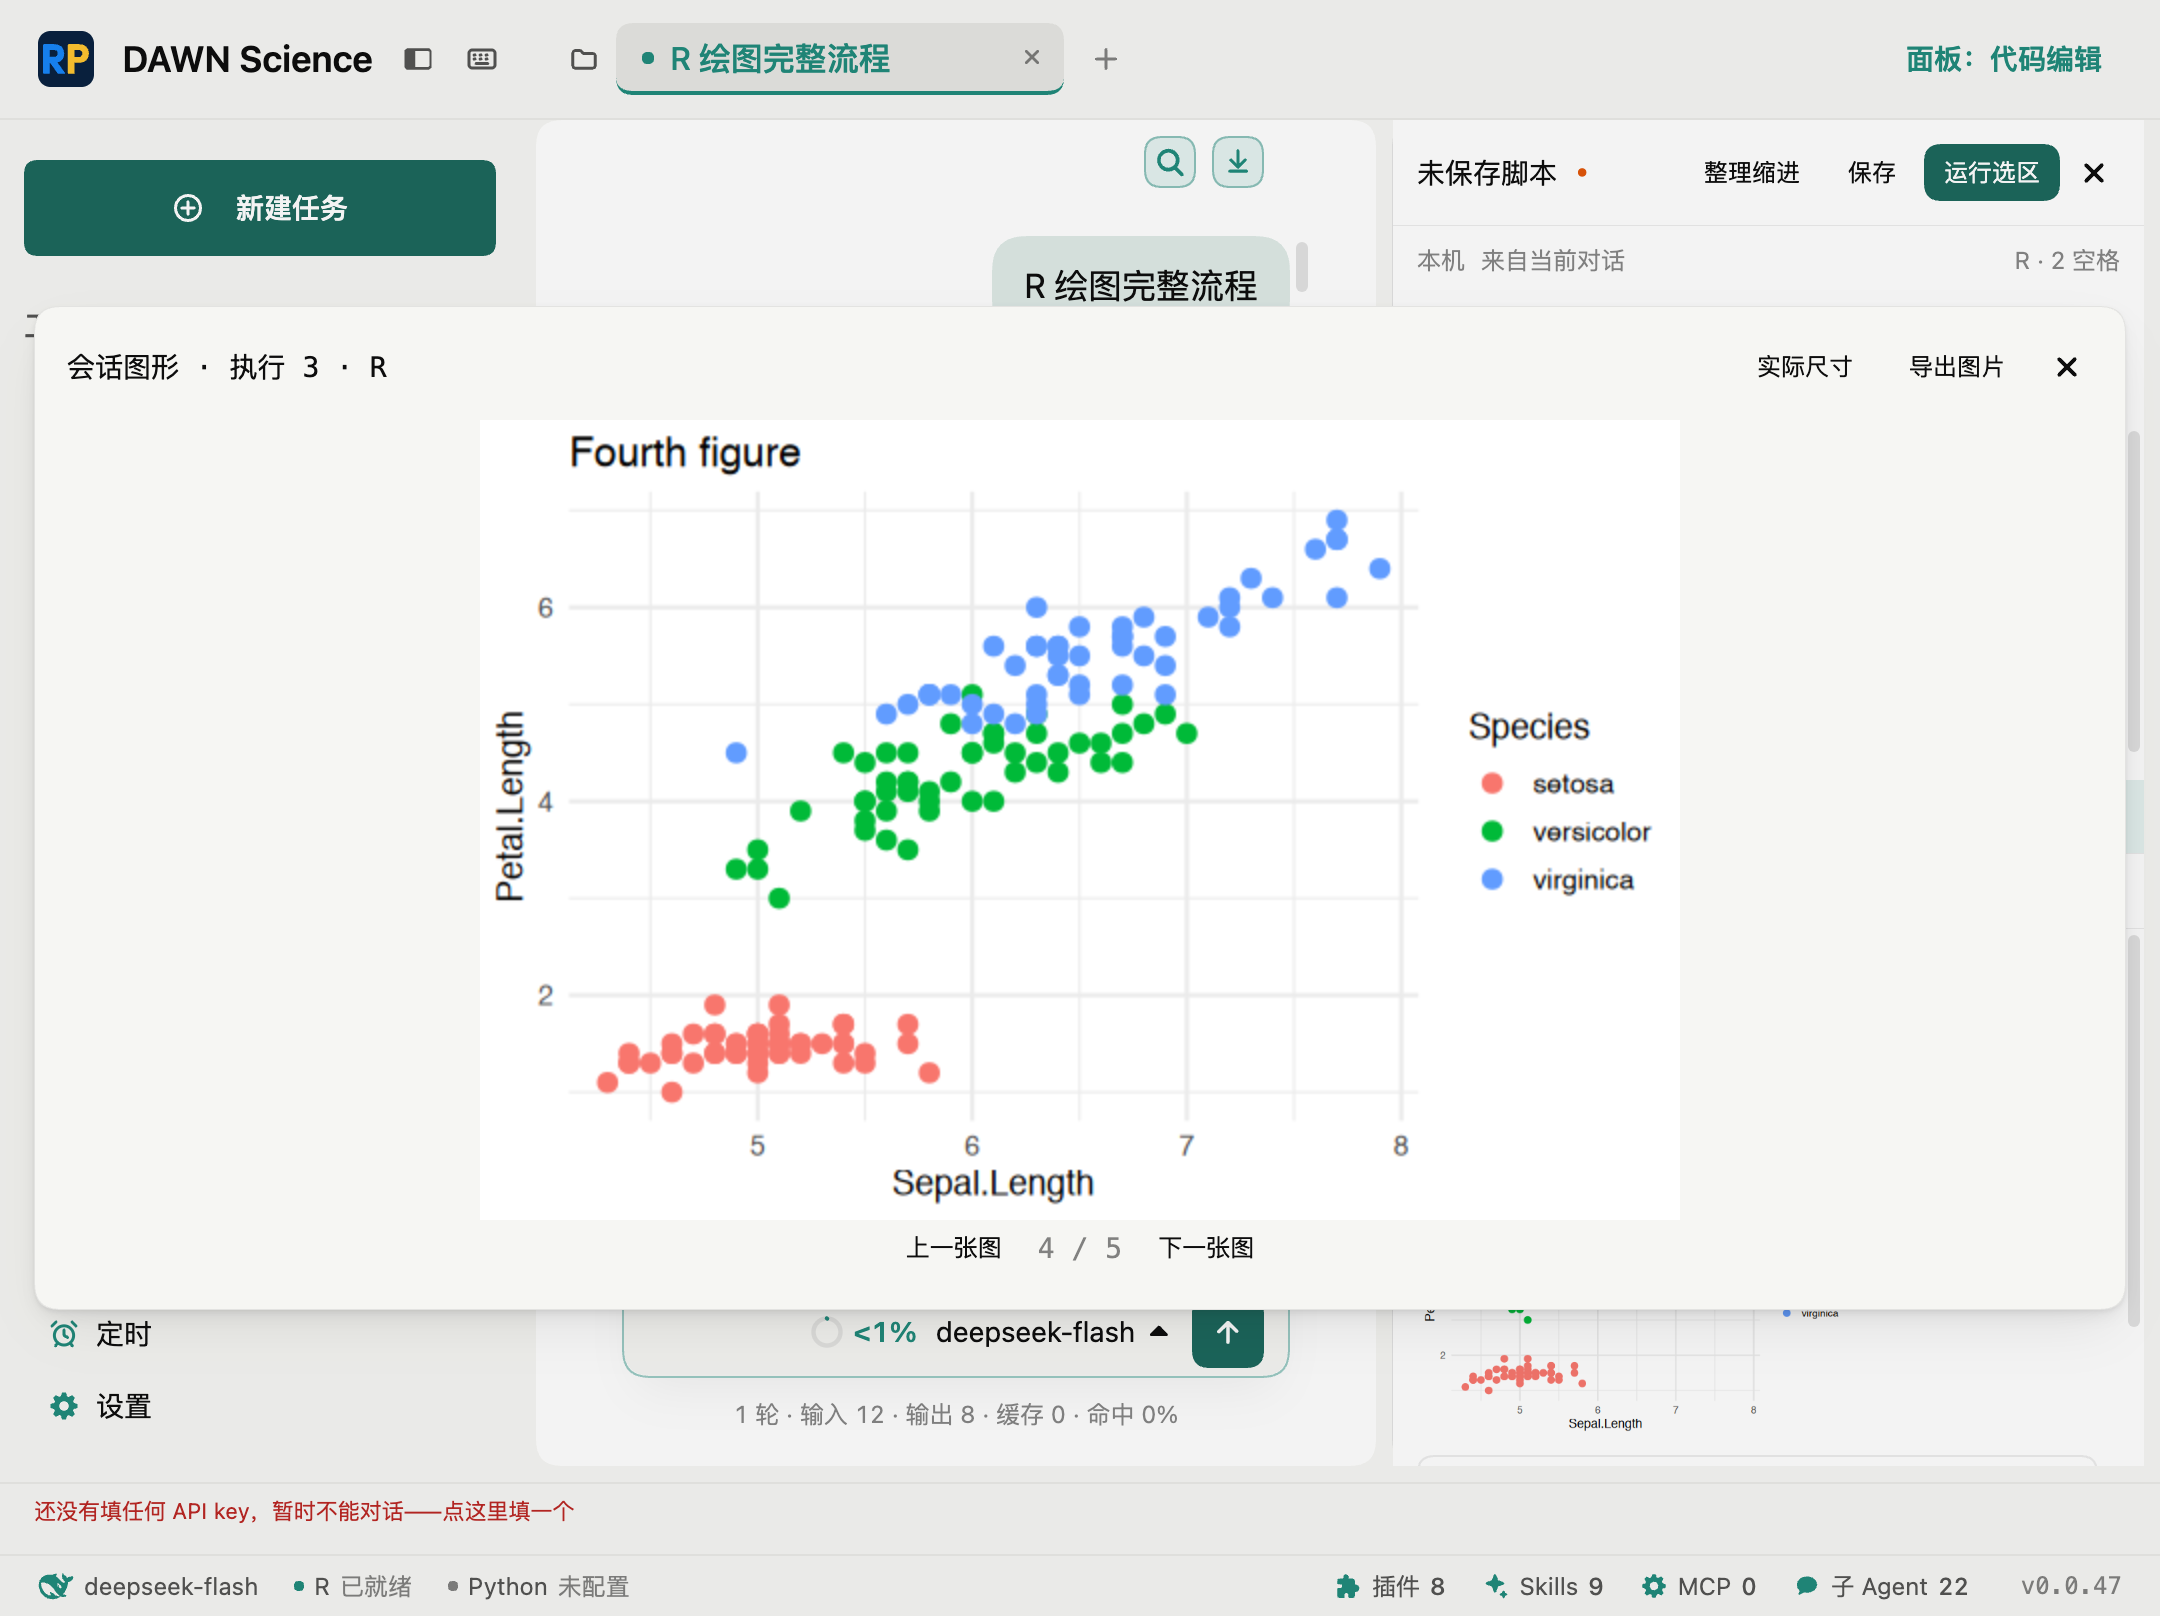 RP DAWN Science
R 绘图完整流程
面板：代码编辑
新建任务
R 绘图完整流程
未保存脚本
整理缩进 保存 运行选区
本机 来自当前对话 R · 2 空格
会话图形 · 执行 3 · R
实际尺寸 导出图片
Fourth figure
6
4
2
Petal.Length
5 6 7 8
Sepal.Length
Species
setosa
versicolor
virginica
上一张图 4 / 5 下一张图
定时
设置
<1% deepseek-flash
1 轮 · 输入 12 · 输出 8 · 缓存 0 · 命中 0%
virginica
2
5 6 7 8
Sepal.Length
还没有填任何 API key，暂时不能对话——点这里填一个
deepseek-flash R 已就绪 Python 未配置
插件 8 Skills 9 MCP 0 子 Agent 22 v0.0.47